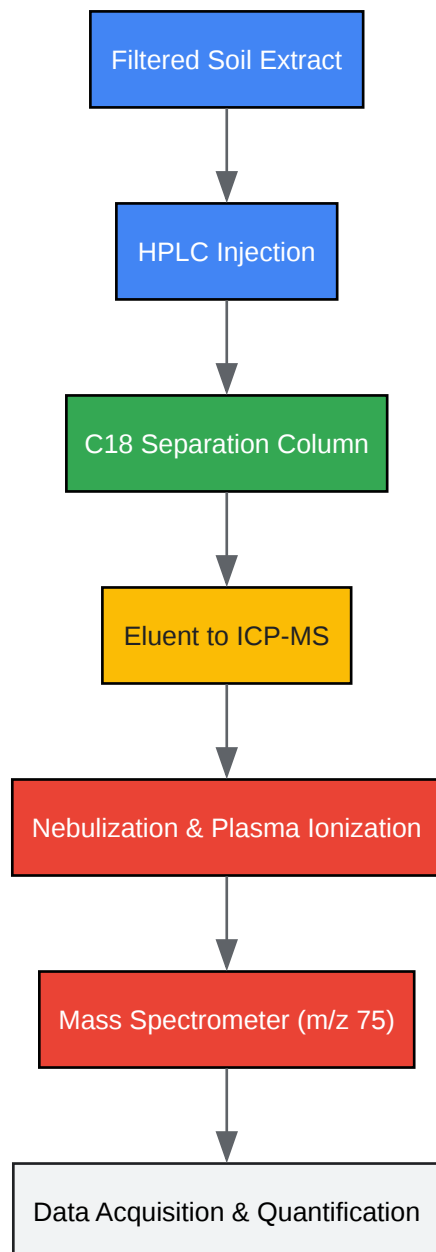 Filtered Soil Extract
HPLC Injection
C18 Separation Column
Eluent to ICP-MS
Nebulization & Plasma Ionization
Mass Spectrometer (m/z 75)
Data Acquisition & Quantification